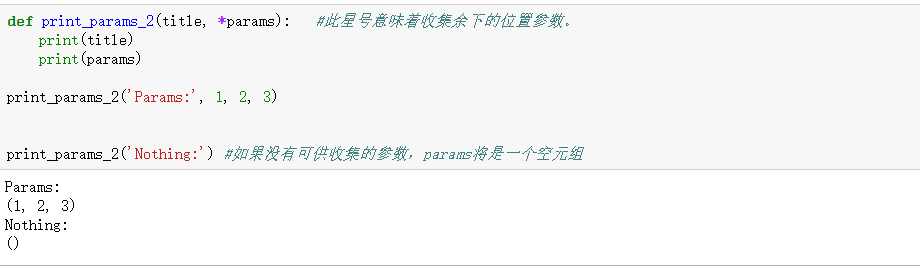 def print_params_2(title, *params):   #此星号意味着收集余下的位置参数。
    print(title)
    print(params)
print_params_2('Params:', 1, 2, 3)
print_params_2('Nothing:') #如果没有可供收集的参数，params将是一个空元组
Params:
(1, 2, 3)
Nothing:
()